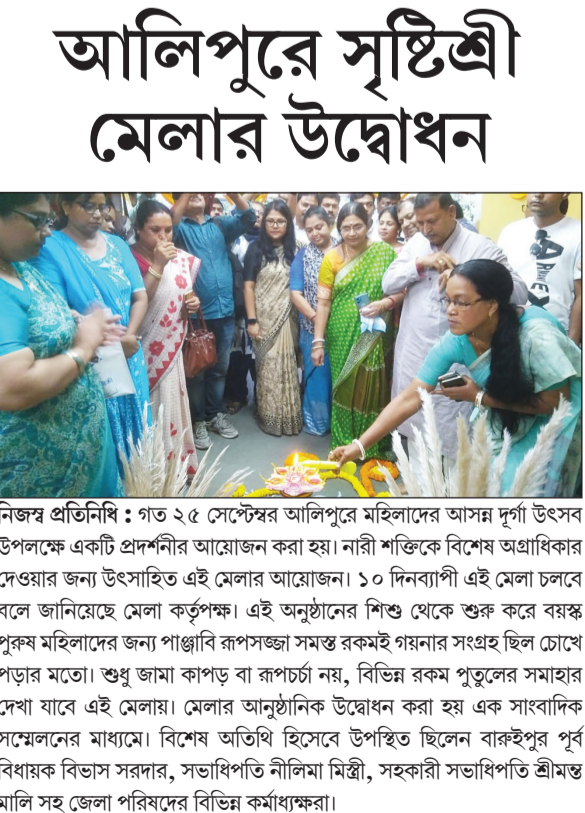 আলিপুরে সৃষ্টিশ্রী
মেলার উদ্বোধন
নিজস্ব প্রতিনিধি : গত ২৫ সেপ্টেম্বর আলিপুরে মহিলাদের আসন্ন দূর্গা উৎসব
উপলক্ষে একটি প্রদর্শনীর আয়োজন করা হয়। নারী শক্তিকে বিশেষ অগ্রাধিকার
দেওয়ার জন্য উৎসাহিত এই মেলার আয়োজন। ১০ দিনব্যাপী এই মেলা চলবে
বলে জানিয়েছে মেলা কর্তৃপক্ষ। এই অনুষ্ঠানের শিশু থেকে শুরু করে বয়স্ক
পুরুষ মহিলাদের জন্য পাঞ্জাবি রূপসজ্জা সমস্ত রকমই গয়নার সংগ্রহ ছিল চোখে
পড়ার মতো। শুধু জামা কাপড় বা রূপচর্চা নয়, বিভিন্ন রকম পুতুলের সমাহার
দেখা যাবে এই মেলায়। মেলার আনুষ্ঠানিক উদ্বোধন করা হয় এক সাংবাদিক
সম্মেলনের মাধ্যমে। বিশেষ অতিথি হিসেবে উপস্থিত ছিলেন বারুইপুর পূর্ব
বিধায়ক বিভাস সরদার, সভাধিপতি নীলিমা মিস্ত্রী, সহকারী সভাধিপতি শ্রীমন্ত
মালি সহ জেলা পরিষদের বিভিন্ন কর্মাধ্যক্ষরা।